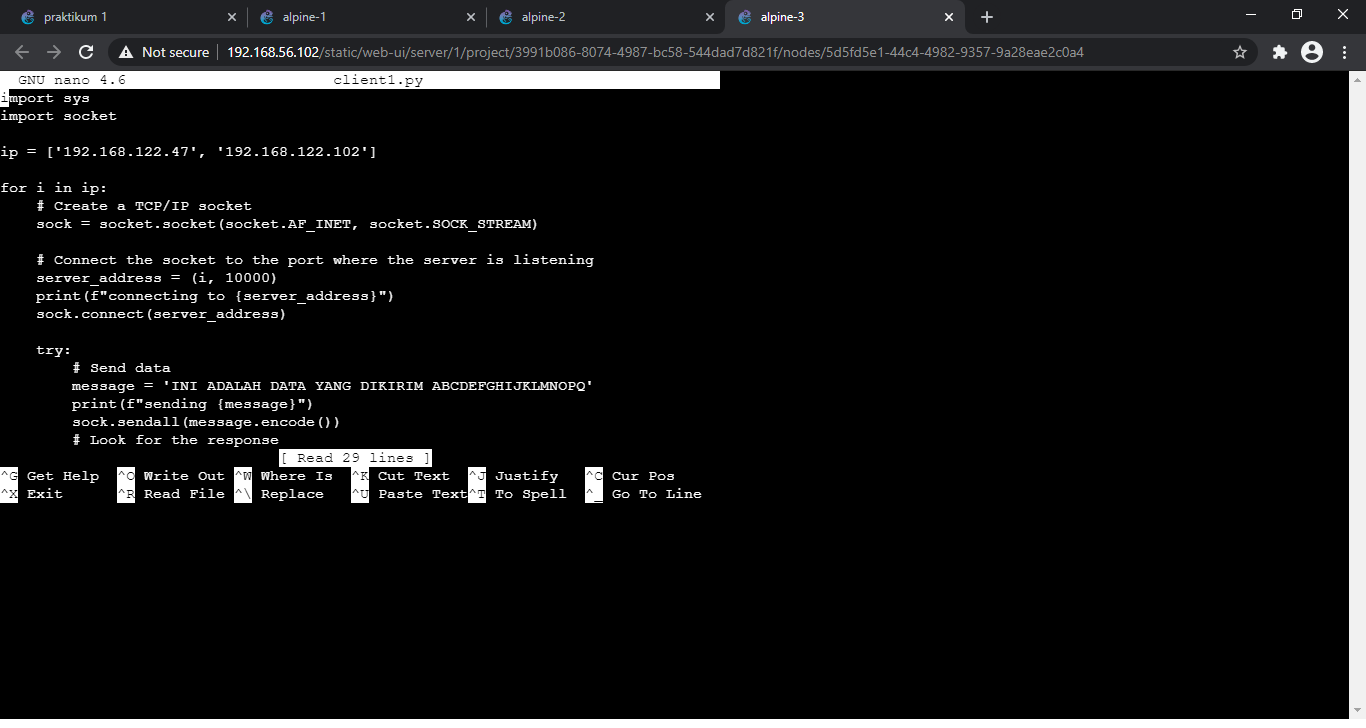 praktikum 1
alpine-1
alpine-2
alpine-3
Not secure
192.168.56.102/static/web-ui/server/1/project/3991b086-8074-4987-bc58-544dad7d821f/nodes/5d5fd5e1-44c4-4982-9357-9a28eae2c0a4
GNU nano 4.6 client1.py
import sys
import socket
ip = ['192.168.122.47', '192.168.122.102']
for i in ip:
# Create a TCP/IP socket
sock = socket.socket(socket.AF_INET, socket.SOCK_STREAM)
# Connect the socket to the port where the server is listening
server_address = (i, 10000)
print(f"connecting to {server_address}")
sock.connect(server_address)
try:
# Send data
message = 'INI ADALAH DATA YANG DIKIRIM ABCDEFGHIJKLMNOPQ'
print(f"sending {message}")
sock.sendall(message.encode())
# Look for the response
[ Read 29 lines ]
^G Get Help ^O Write Out ^W Where Is ^K Cut Text ^J Justify ^C Cur Pos
^X Exit ^R Read File ^\ Replace ^U Paste Text ^T To Spell ^_ Go To Line